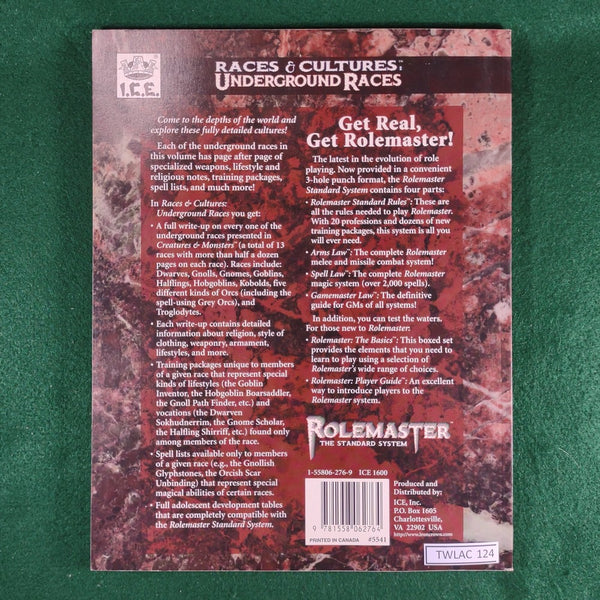 I.C.E.
RACES & CULTURES™:
UNDERGROUND RACES
Come to the depths of the world and
explore these fully detailed cultures!
Each of the underground races in
this volume has page after page of
specialized weapons, lifestyle and
religious notes, training packages,
spell lists, and much more!
In Races & Cultures:
Underground Races you get:
• A full write-up on every one of the
underground races presented in
Creatures & Monsters™ (a total of 13
races with more than half a dozen
pages on each race). Races include:
Dwarves, Gnolls, Gnomes, Goblins,
Halflings, Hobgoblins, Kobolds, five
different kinds of Orcs (including the
spell-using Grey Orcs), and
Troglodytes.
• Each write-up contains detailed
information about religion, style of
clothing, weaponry, armament,
lifestyles, and more.
• Training packages unique to members
of a given race that represent special
kinds of lifestyles (the Goblin
Inventor, the Hobgoblin Boarsaddler,
the Gnoll Path Finder, etc.) and
vocations (the Dwarven
Sokhudnerrim, the Gnome Scholar,
the Halfling Shirriff, etc.) found only
among members of the race.
• Spell lists available only to members
of a given race (e.g., the Gnollish
Glyphstones, the Orcish Scar
Unbinding) that represent special
magical abilities of certain races.
• Full adolescent development tables
that are completely compatible with
the Rolemaster Standard System.
Get Real,
Get Rolemaster!
The latest in the evolution of role
playing. Now provided in a convenient
3-hole punch format, the Rolemaster
Standard System contains four parts:
• Rolemaster Standard Rules™: These are
all the rules needed to play Rolemaster.
With 20 professions and dozens of new
training packages, this system is all you
will ever need.
• Arms Law™: The complete Rolemaster
melee and missile combat system!
• Spell Law™: The complete Rolemaster
magic system (over 2,000 spells).
• Gamemaster Law™: The definitive
guide for GMs of all systems!
In addition, you can test the waters.
For those new to Rolemaster:
• Rolemaster: The Basics™: This boxed set
provides the elements that you need to
learn to play using a selection of
Rolemaster's wide range of choices.
• Rolemaster: Player Guide™: An excellent
way to introduce players to the
Rolemaster system.
ROLEMASTER™
THE STANDARD SYSTEM
1-55806-276-9 ICE 1600
9 781558 062764
PRINTED IN CANADA #5541
Produced and
Distributed by:
ICE, Inc.
P.O. Box 1605
Charlottesville,
VA 22902 USA
http://www.ironcrown.com
TWLAC 124